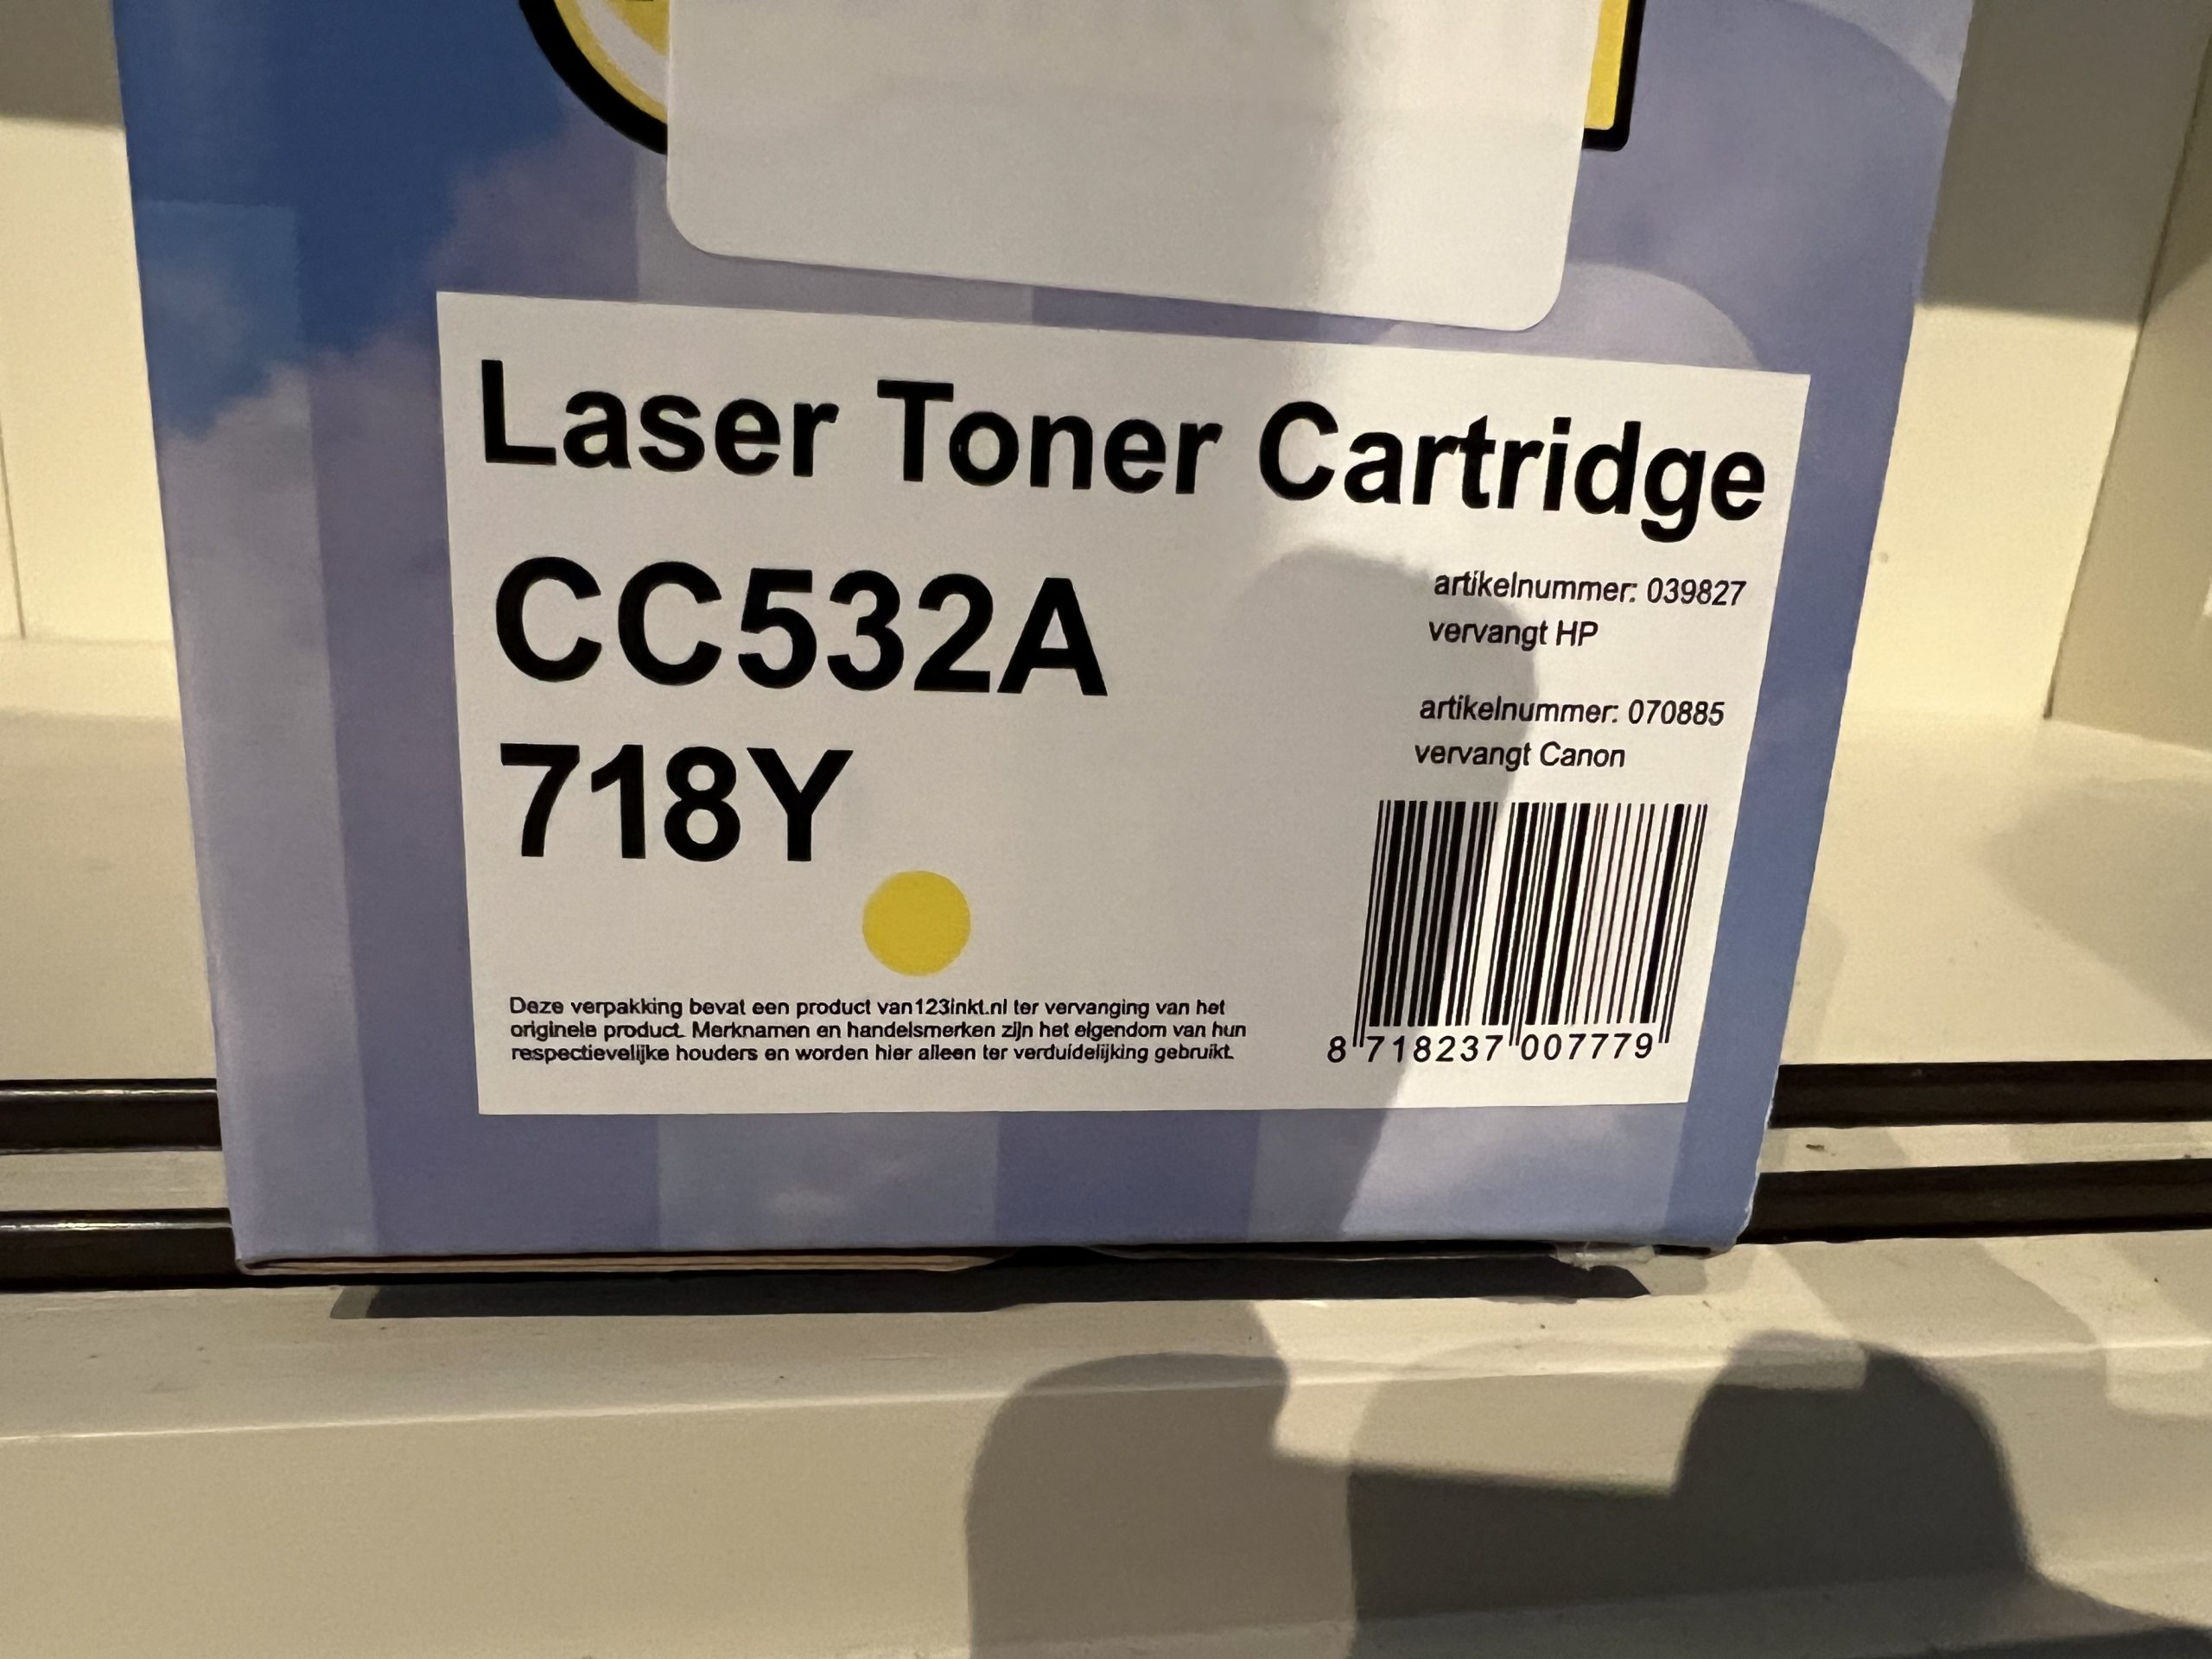 Laser Toner Cartridge
CC532A
718Y
artikelnummer: 039827
vervangt HP
artikelnummer: 070885
vervangt Canon
Deze verpakking bevat een product van123inkt.nl ter vervanging van het
originele product. Merknamen en handelsmerken zijn het eigendom van hun
respectievelijke houders en worden hier alleen ter verduidelijking gebruikt.
8 718237 007779